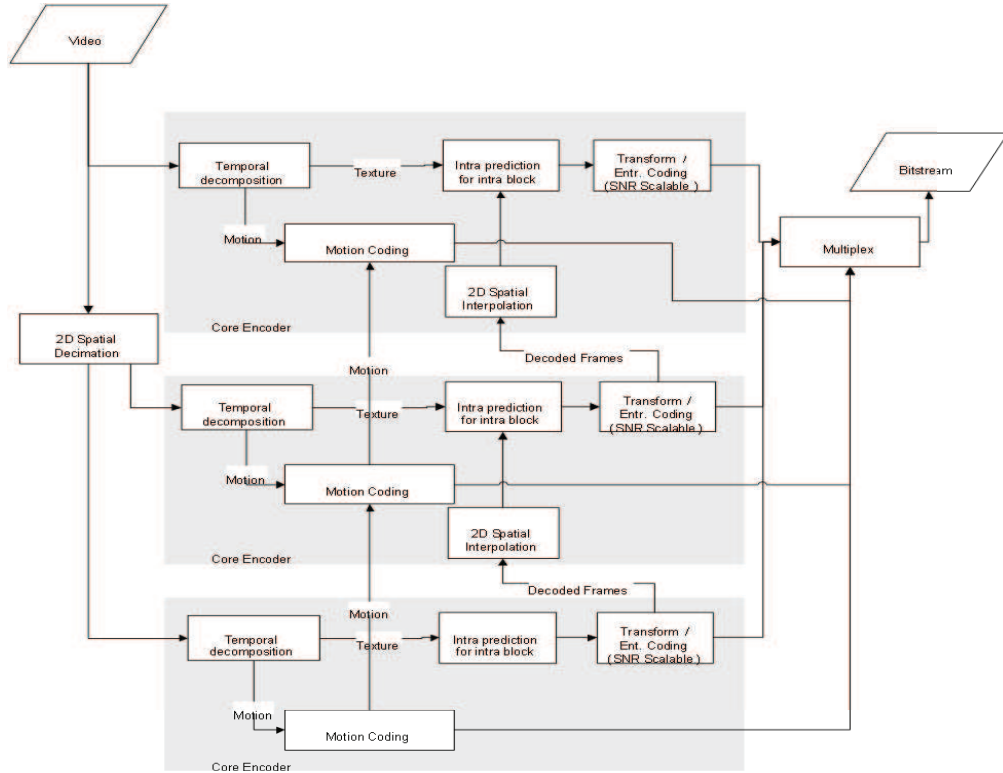 Video
Temporal
decomposition
Texture
Intra prediction
for intra block
Transform /
Entr. Coding
(SNR Scalable )
Bitstream
Motion
Motion Coding
Multiplex
2D Spatial
Interpolation
Core Encoder
2D Spatial
Decimation
Decoded Frames
Motion
Temporal
decomposition
Texture
Intra prediction
for intra block
Transform /
Entr. Coding
(SNR Scalable )
Motion
Motion Coding
2D Spatial
Interpolation
Core Encoder
Decoded Frames
Motion
Temporal
decomposition
Texture
Intra prediction
for intra block
Transform /
Ent. Coding
(SNR Scalable )
Motion
Motion Coding
Core Encoder